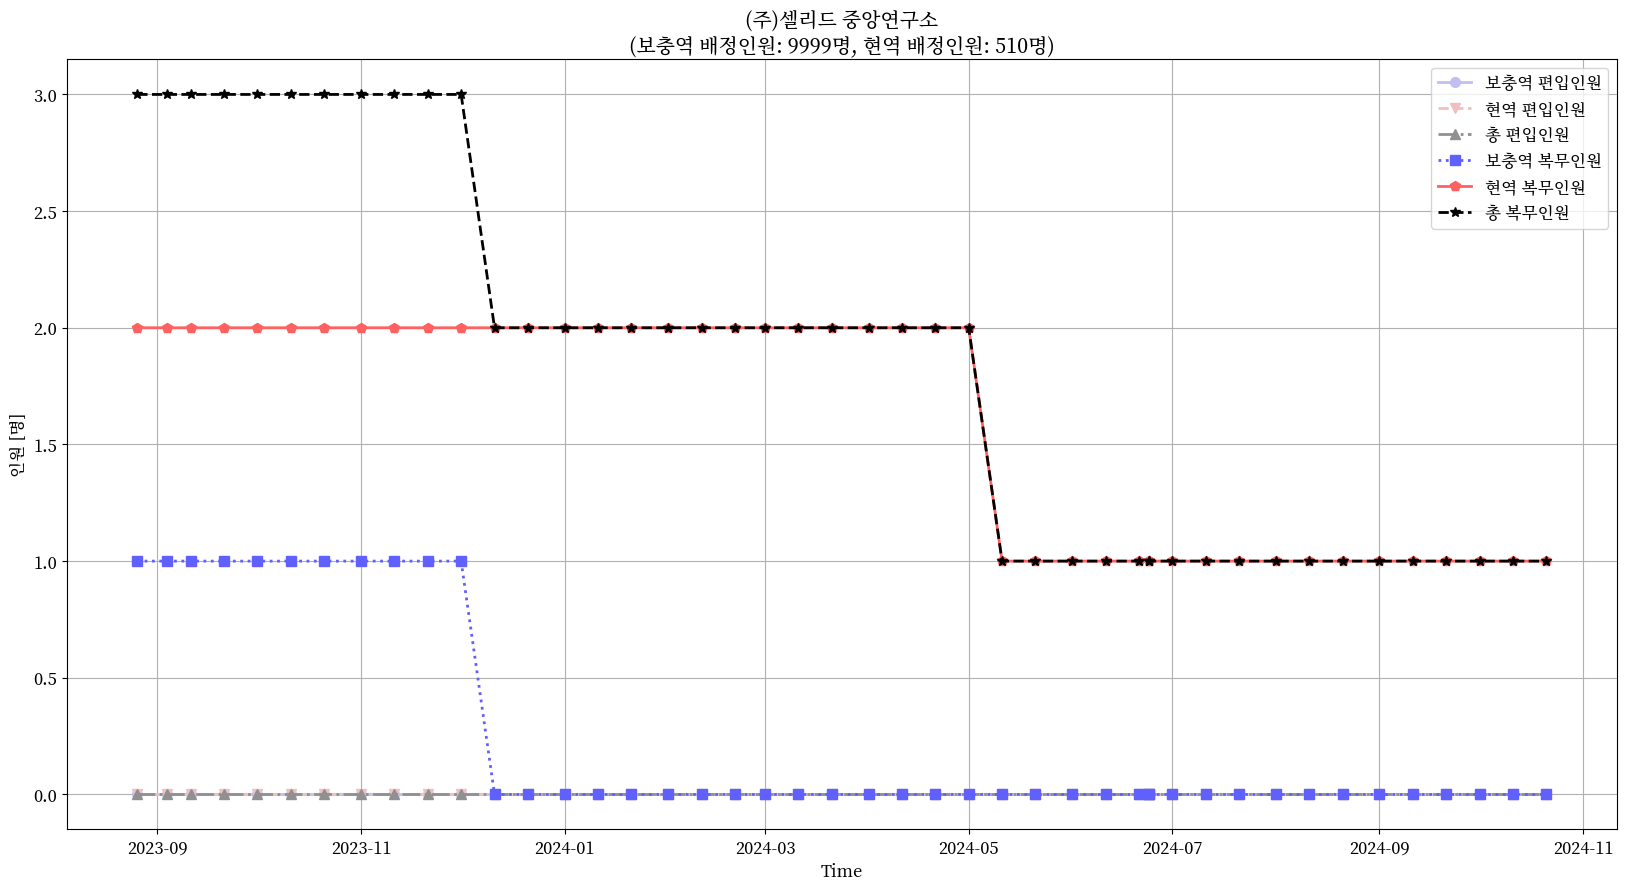 (주)셀리드 중앙연구소
(보충역 배정인원: 9999명, 현역 배정인원: 510명)
보충역 편입인원
현역 편입인원
총 편입인원
보충역 복무인원
현역 복무인원
총 복무인원
3.0
2.5
2.0
1.5
1.0
0.5
0.0
인원 [명]
2023-09
2023-11
2024-01
2024-03
2024-05
2024-07
2024-09
2024-11
Time